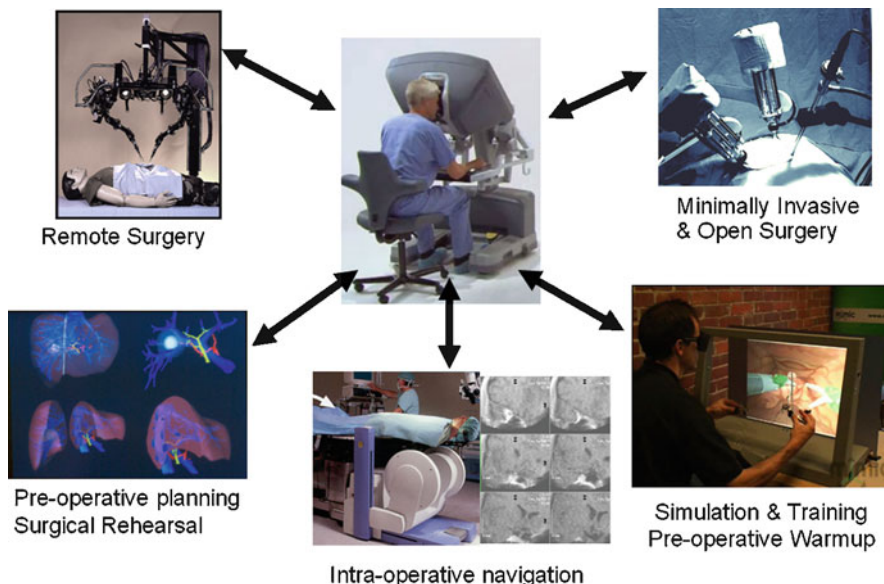 Remote Surgery
Minimally Invasive
& Open Surgery
Pre-operative planning
Surgical Rehearsal
Intra-operative navigation
Simulation & Training
Pre-operative Warmup
mimic